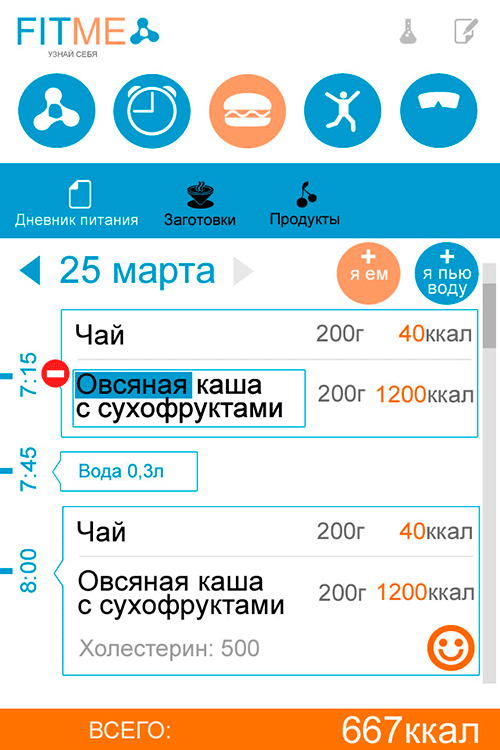 FITME
УЗНАЙ СЕБЯ
Дневник питания
Заготовки
Продукты
25 марта
+
я ем
+
я пью
воду
7:15
Чай 200г 40ккал
Овсяная каша
с сухофруктами
200г 1200ккал
7:45
Вода 0,3л
8:00
Чай 200г 40ккал
Овсяная каша
с сухофруктами
200г 1200ккал
Холестерин: 500
ВСЕГО: 667ккал